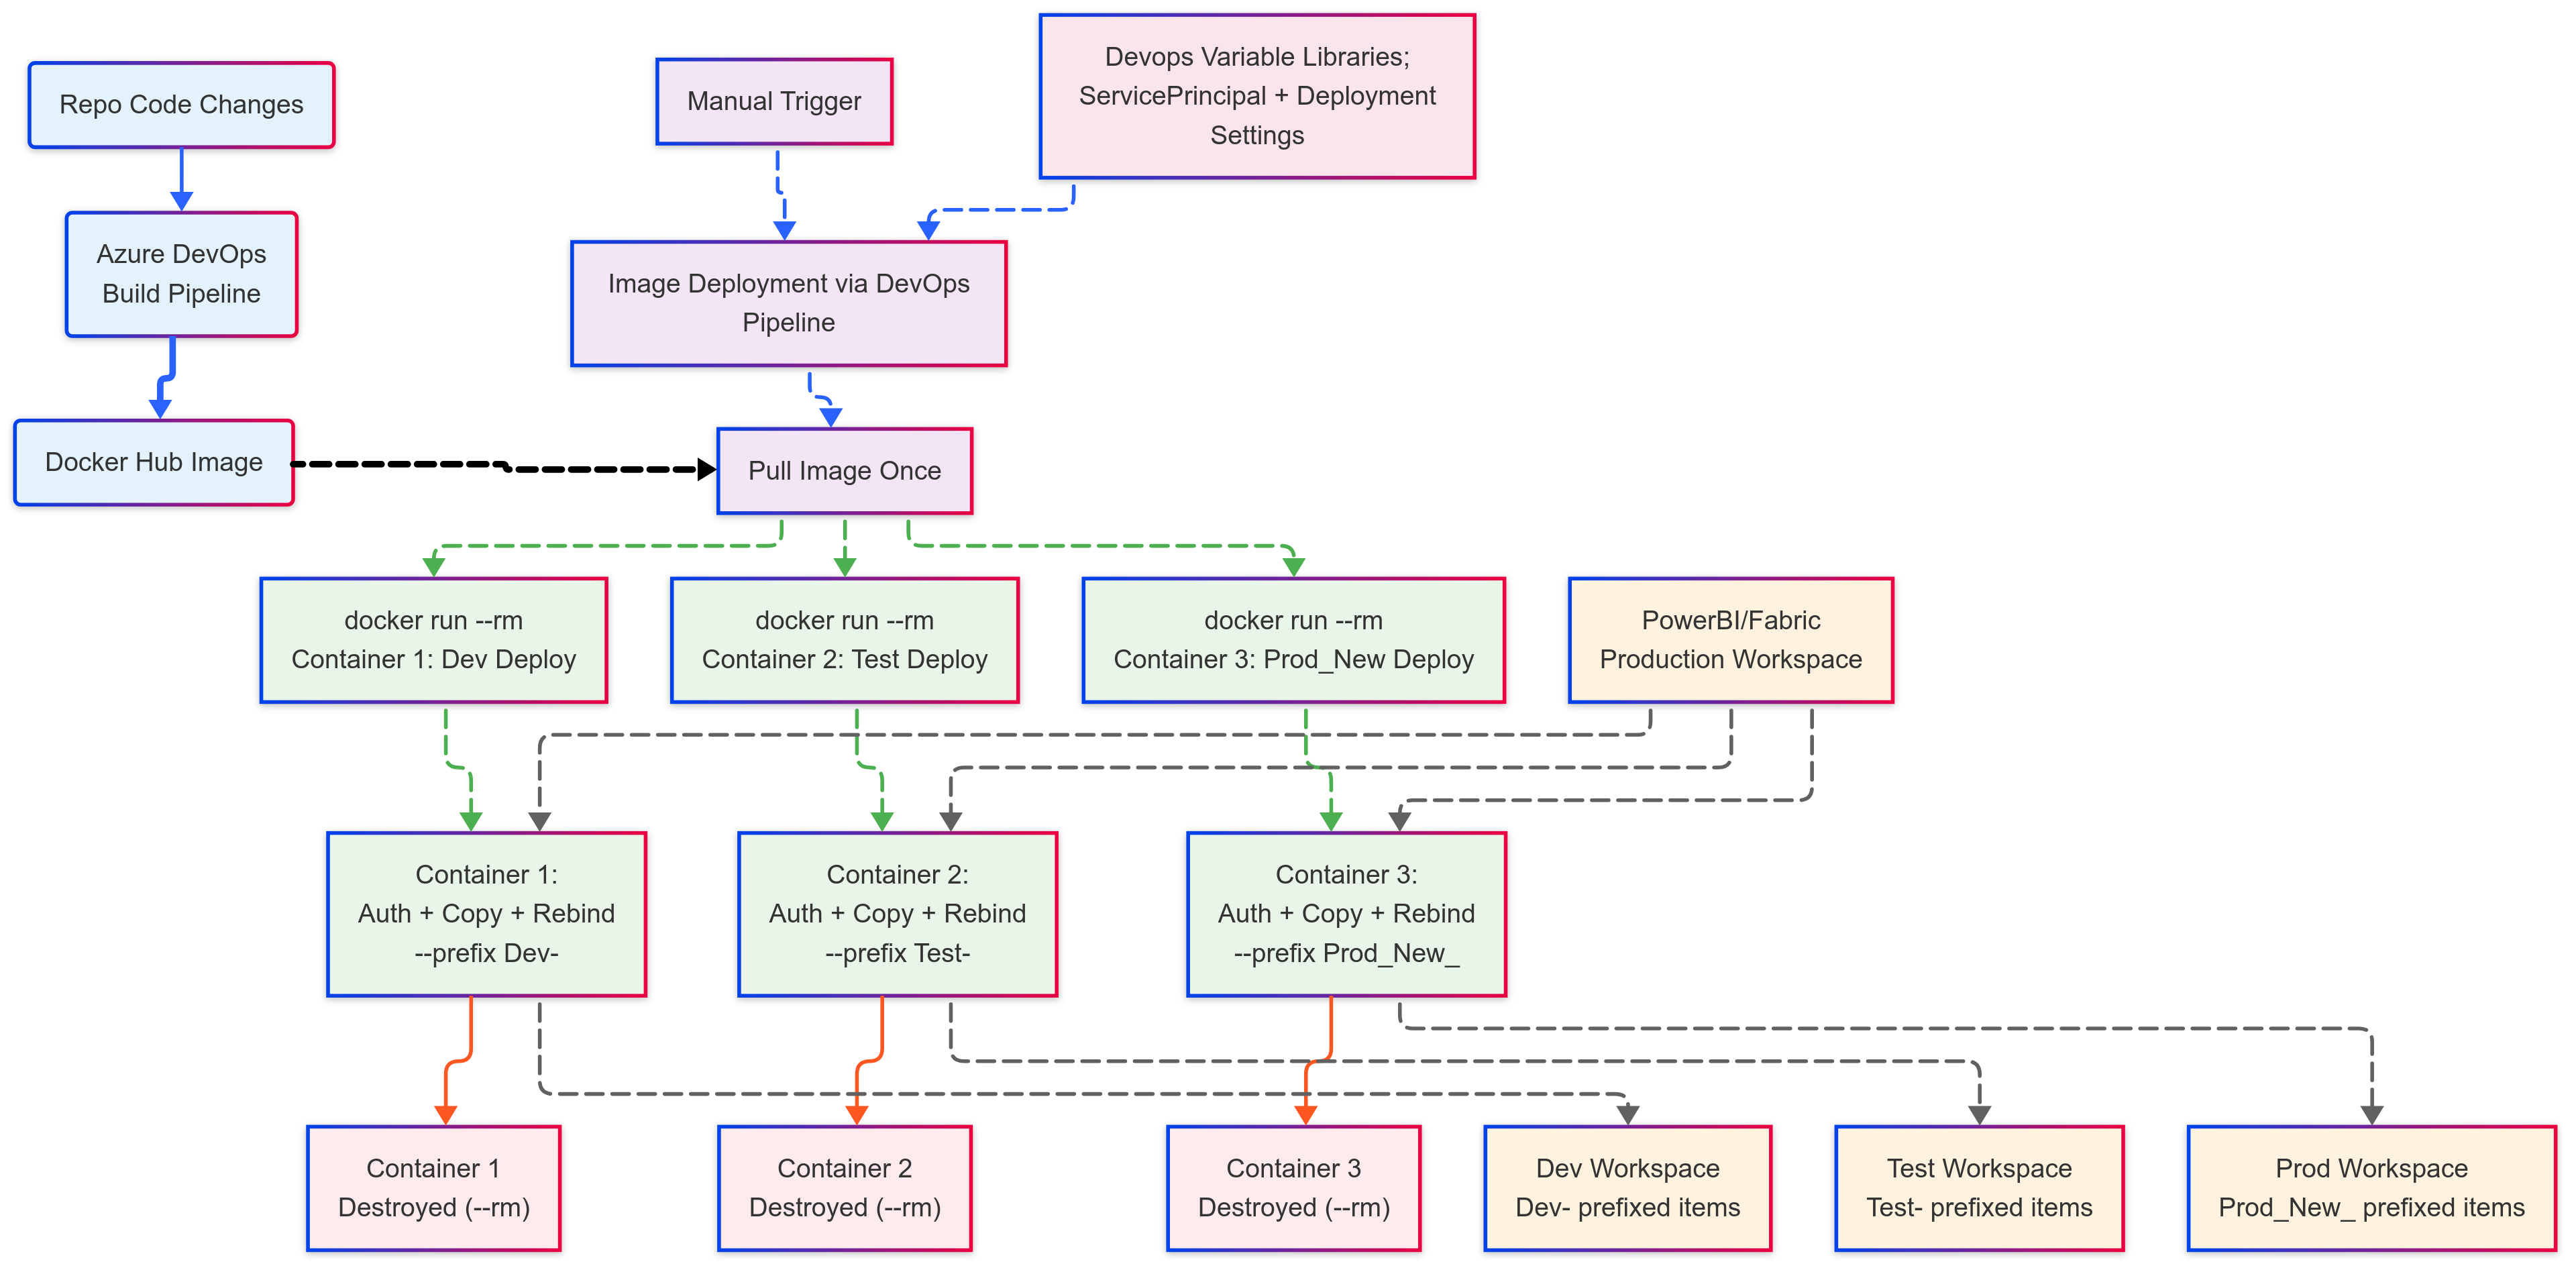 Repo Code Changes
Manual Trigger
Devops Variable Libraries;
ServicePrincipal + Deployment
Settings
Azure DevOps
Build Pipeline
Image Deployment via DevOps
Pipeline
Docker Hub Image
Pull Image Once
docker run --rm
Container 1: Dev Deploy
docker run --rm
Container 2: Test Deploy
docker run --rm
Container 3: Prod_New Deploy
PowerBI/Fabric
Production Workspace
Container 1:
Auth + Copy + Rebind
--prefix Dev-
Container 2:
Auth + Copy + Rebind
--prefix Test-
Container 3:
Auth + Copy + Rebind
--prefix Prod_New_
Container 1
Destroyed (--rm)
Container 2
Destroyed (--rm)
Container 3
Destroyed (--rm)
Dev Workspace
Dev- prefixed items
Test Workspace
Test- prefixed items
Prod Workspace
Prod_New_ prefixed items